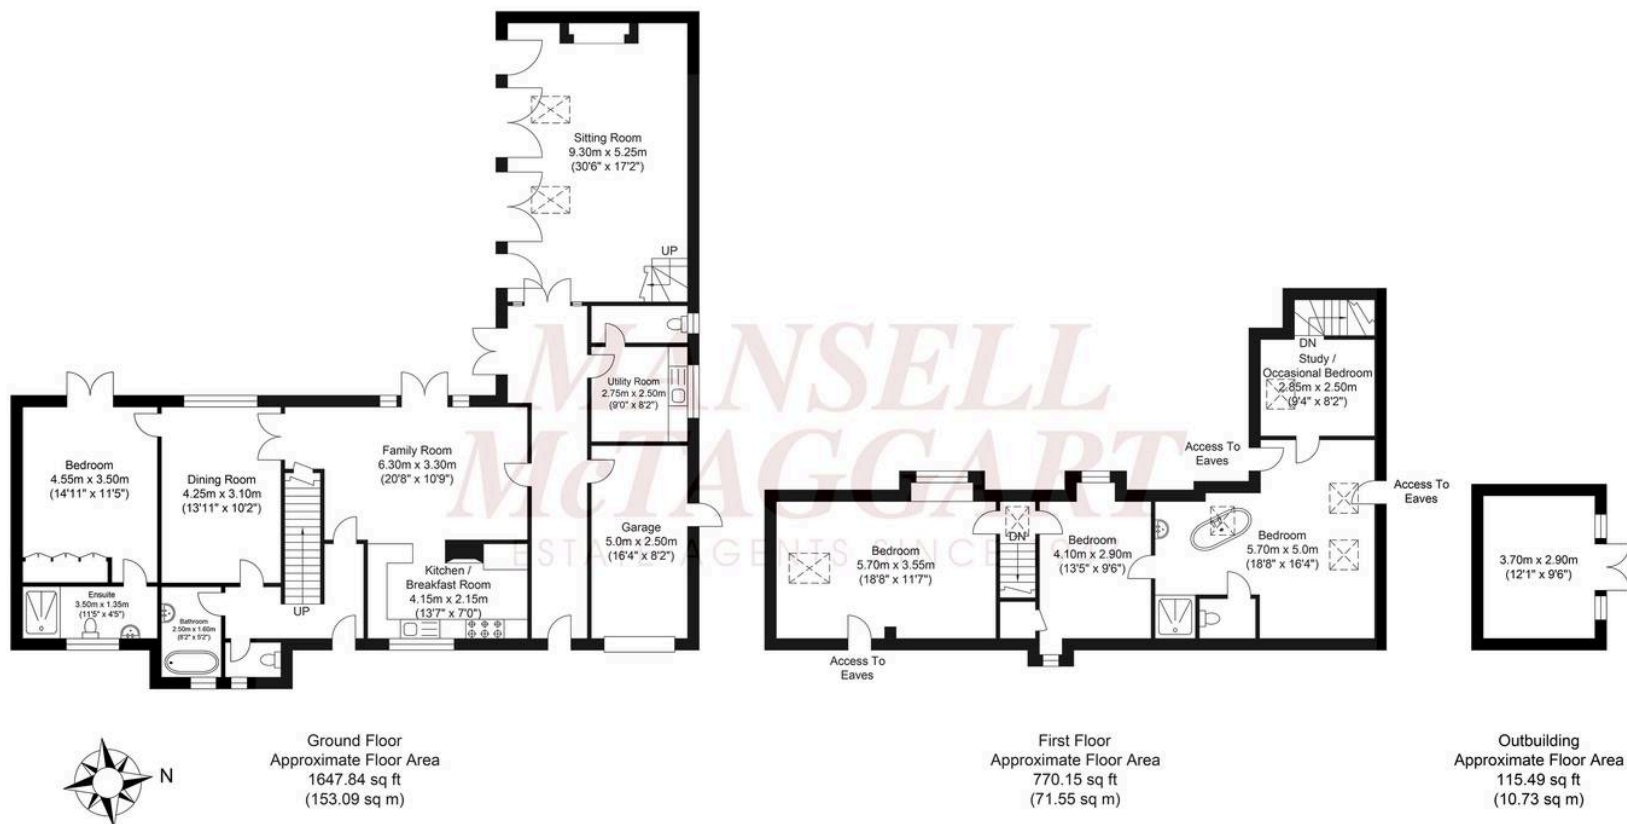 Sitting Room
9.30m x 5.25m
(30'6" x 17'2")
UP
Utility Room
2.75m x 2.50m
(9'0" x 8'2")
Bedroom
4.55m x 3.50m
(14'11" x 11'5")
Dining Room
4.25m x 3.10m
(13'11" x 10'2")
Family Room
6.30m x 3.30m
(20'8" x 10'9")
Garage
5.0m x 2.50m
(16'4" x 8'2")
Kitchen /
Breakfast Room
4.15m x 2.15m
(13'7" x 7'0")
Ensuite
3.50m x 1.35m
(11'5" x 4'5")
Bathroom
2.50m x 1.60m
(8'2" x 5'2")
UP
DN
Study /
Occasional Bedroom
2.85m x 2.50m
(9'4" x 8'2")
Access To
Eaves
Access To
Eaves
DN
Bedroom
5.70m x 3.55m
(18'8" x 11'7")
Bedroom
4.10m x 2.90m
(13'5" x 9'6")
Bedroom
5.70m x 5.0m
(18'8" x 16'4")
Access To
Eaves
3.70m x 2.90m
(12'1" x 9'6")
MANSELL
McTAGGART
ESTATE AGENTS SINCE
N
Ground Floor
Approximate Floor Area
1647.84 sq ft
(153.09 sq m)
First Floor
Approximate Floor Area
770.15 sq ft
(71.55 sq m)
Outbuilding
Approximate Floor Area
115.49 sq ft
(10.73 sq m)